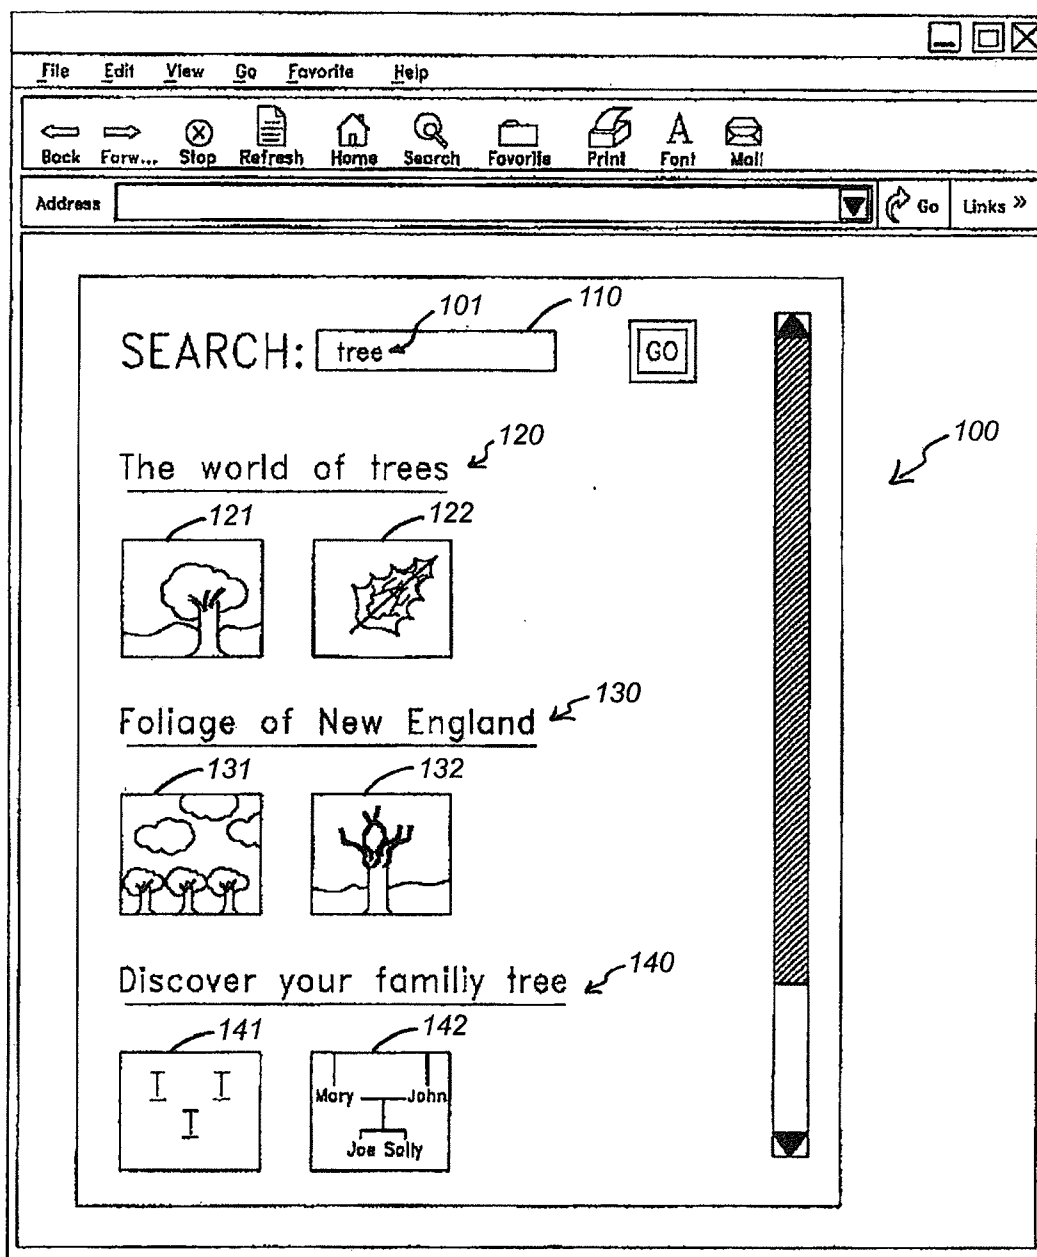 File Edit View Go Favorite Help
Back Forw... Stop Refresh Home Search Favorite Print Font Mail
Address Go Links »
101 110
SEARCH: tree GO
100
The world of trees 120
121 122
Foliage of New England 130
131 132
Discover your familiy tree 140
141 142
I I
Mary John
I
Joe Sally